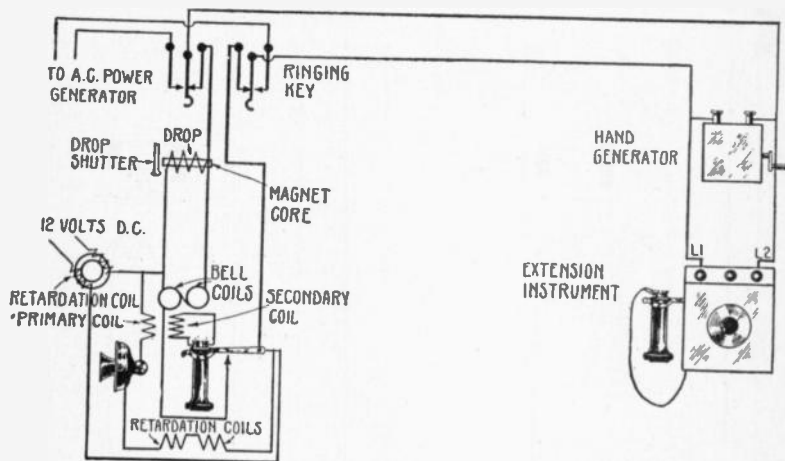 TO A.C. POWER
GENERATOR
RINGING
KEY
DROP
DROP
SHUTTER
MAGNET
CORE
HAND
GENERATOR
12 VOLTS D.C.
L1
L2
BELL
COILS
EXTENSION
INSTRUMENT
RETARDATION COIL
PRIMARY COIL
SECONDARY
COIL
RETARDATION COILS